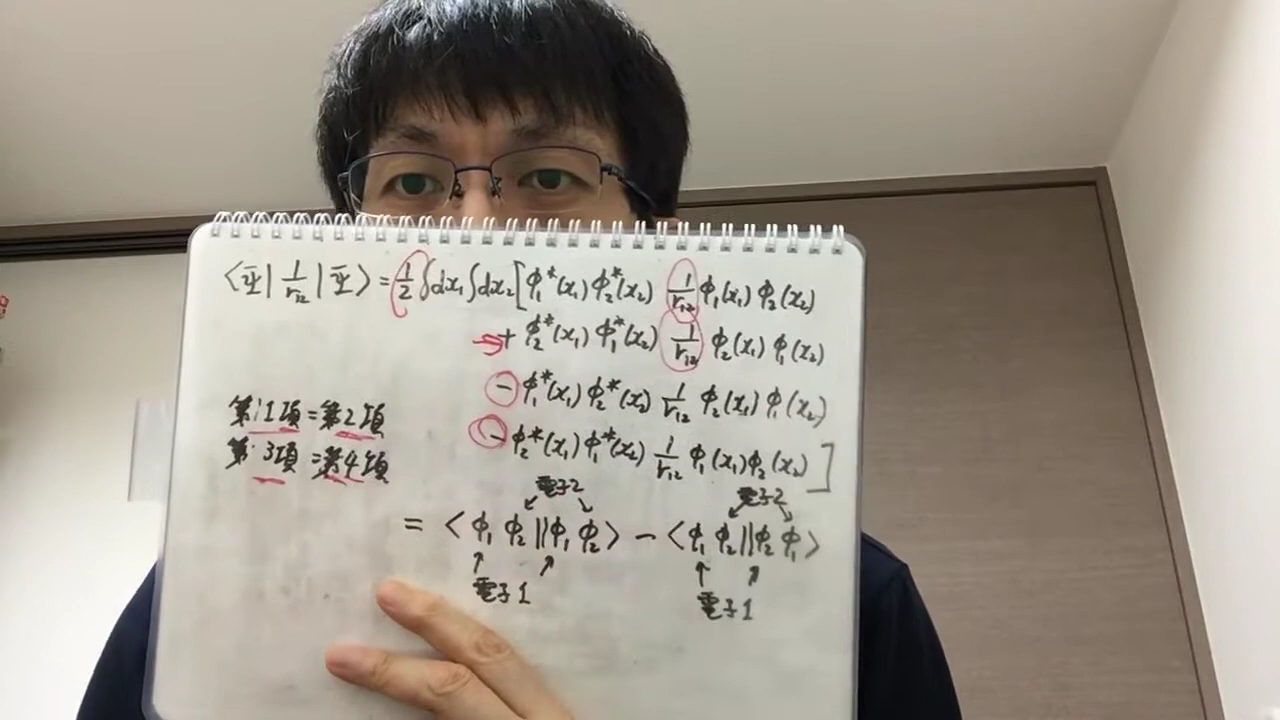 ⟨Ψ| 1/r₁₂ |Ψ⟩ = 1/2 ∫dx₁∫dx₂[ϕ₁*(x₁)ϕ₂*(x₂) 1/r₁₂ ϕ₁(x₁)ϕ₂(x₂)
+ ϕ₂*(x₁)ϕ₁*(x₂) 1/r₁₂ ϕ₂(x₁)ϕ₁(x₂)
- ϕ₁*(x₁)ϕ₂*(x₂) 1/r₁₂ ϕ₂(x₁)ϕ₁(x₂)
- ϕ₂*(x₁)ϕ₁*(x₂) 1/r₁₂ ϕ₁(x₁)ϕ₂(x₂)]
第1項=第2項
第3項=第4項
電子2 電子2
= <ϕ₁ ϕ₂||ϕ₁ ϕ₂> - <ϕ₁ ϕ₂||ϕ₂ ϕ₁>
電子1 電子1